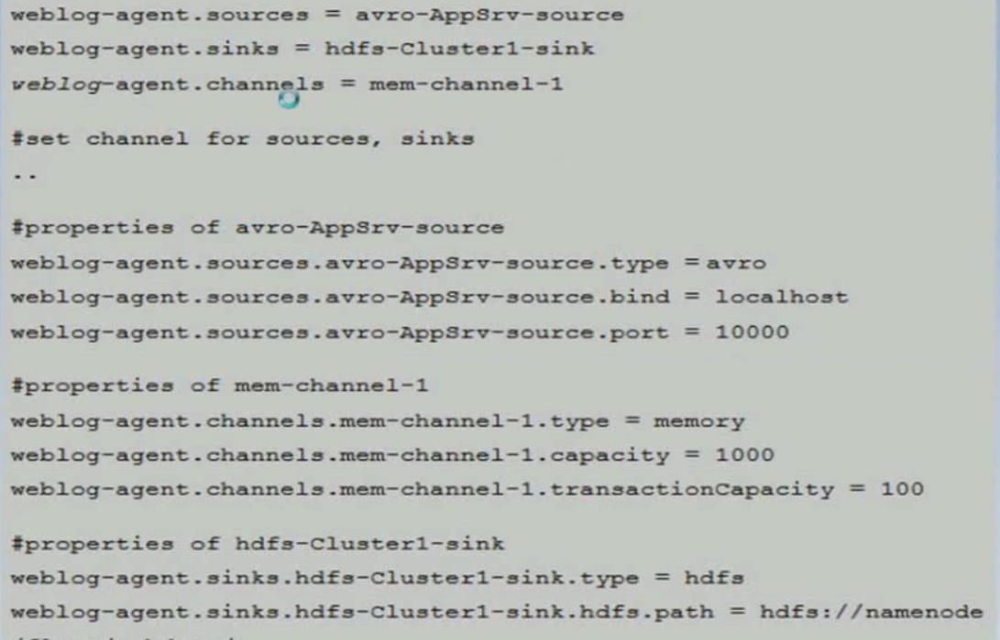 weblog-agent.sources = avro-AppSrv-source
weblog-agent.sinks = hdfs-Cluster1-sink
weblog-agent.channels = mem-channel-1
#set channel for sources, sinks
..
#properties of avro-AppSrv-source
weblog-agent.sources.avro-AppSrv-source.type = avro
weblog-agent.sources.avro-AppSrv-source.bind = localhost
weblog-agent.sources.avro-AppSrv-source.port = 10000
#properties of mem-channel-1
weblog-agent.channels.mem-channel-1.type = memory
weblog-agent.channels.mem-channel-1.capacity = 1000
weblog-agent.channels.mem-channel-1.transactionCapacity = 100
#properties of hdfs-Cluster1-sink
weblog-agent.sinks.hdfs-Cluster1-sink.type = hdfs
weblog-agent.sinks.hdfs-Cluster1-sink.hdfs.path = hdfs://namenode